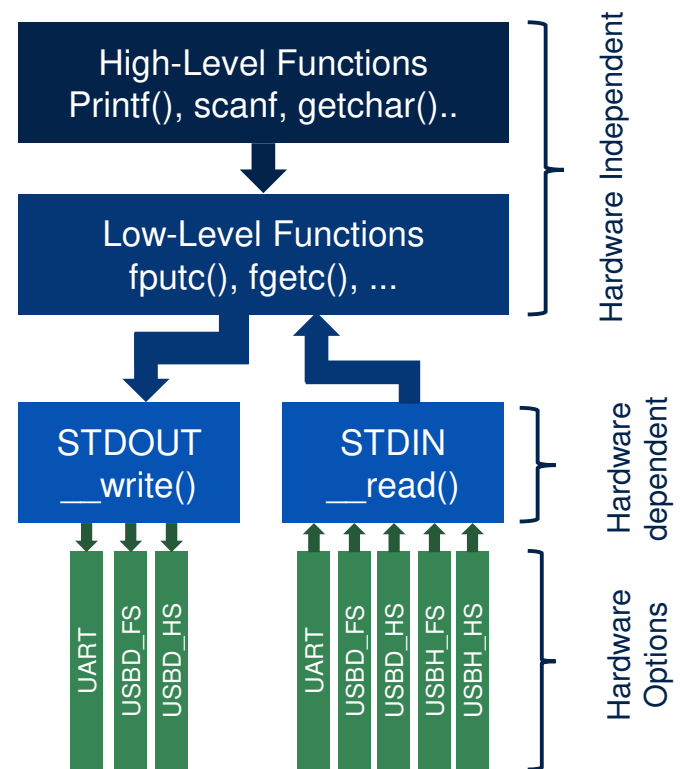 High-Level Functions
Printf(), scanf, getchar()..
Hardware Independent
Low-Level Functions
fputc(), fgetc(), ...
STDOUT
__write()
STDIN
__read()
Hardware
dependent
UART
USBD_FS
USBD_HS
UART
USBD_FS
USBD_HS
USBH_FS
USBH_HS
Hardware
Options